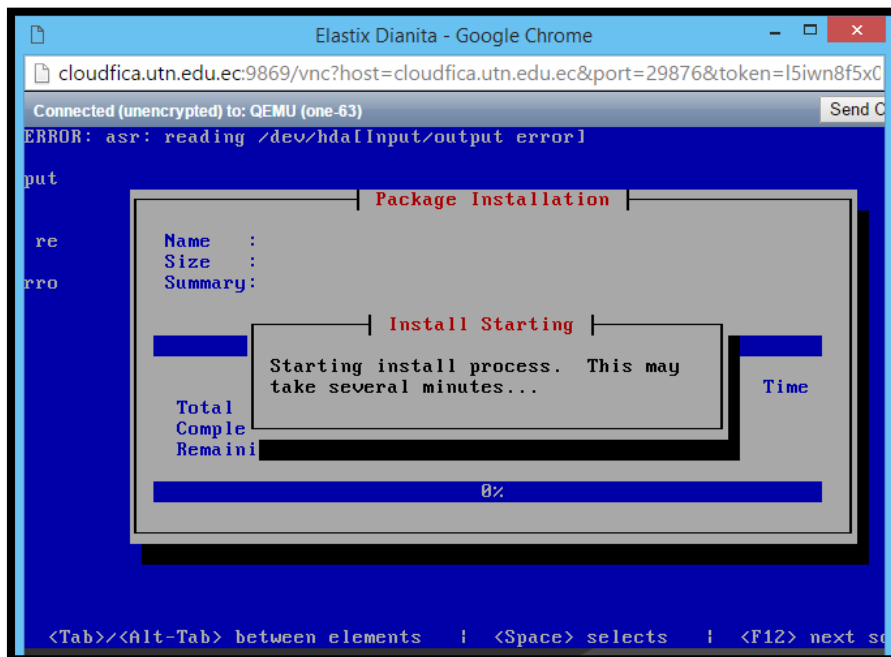 Elastix Dianita - Google Chrome
cloudfica.utn.edu.ec:9869/vnc?host=cloudfica.utn.edu.ec&port=29876&token=l5iwn8f5x0
Connected (unencrypted) to: QEMU (one-63)
Send C
ERROR: asr: reading /dev/hda[Input/output error]
put
Package Installation
re
Name :
Size :
rro
Summary:
Install Starting
Starting install process. This may
take several minutes...
Time
Total
Comple
Remaini
0%
<Tab>/<Alt-Tab> between elements | <Space> selects | <F12> next sc